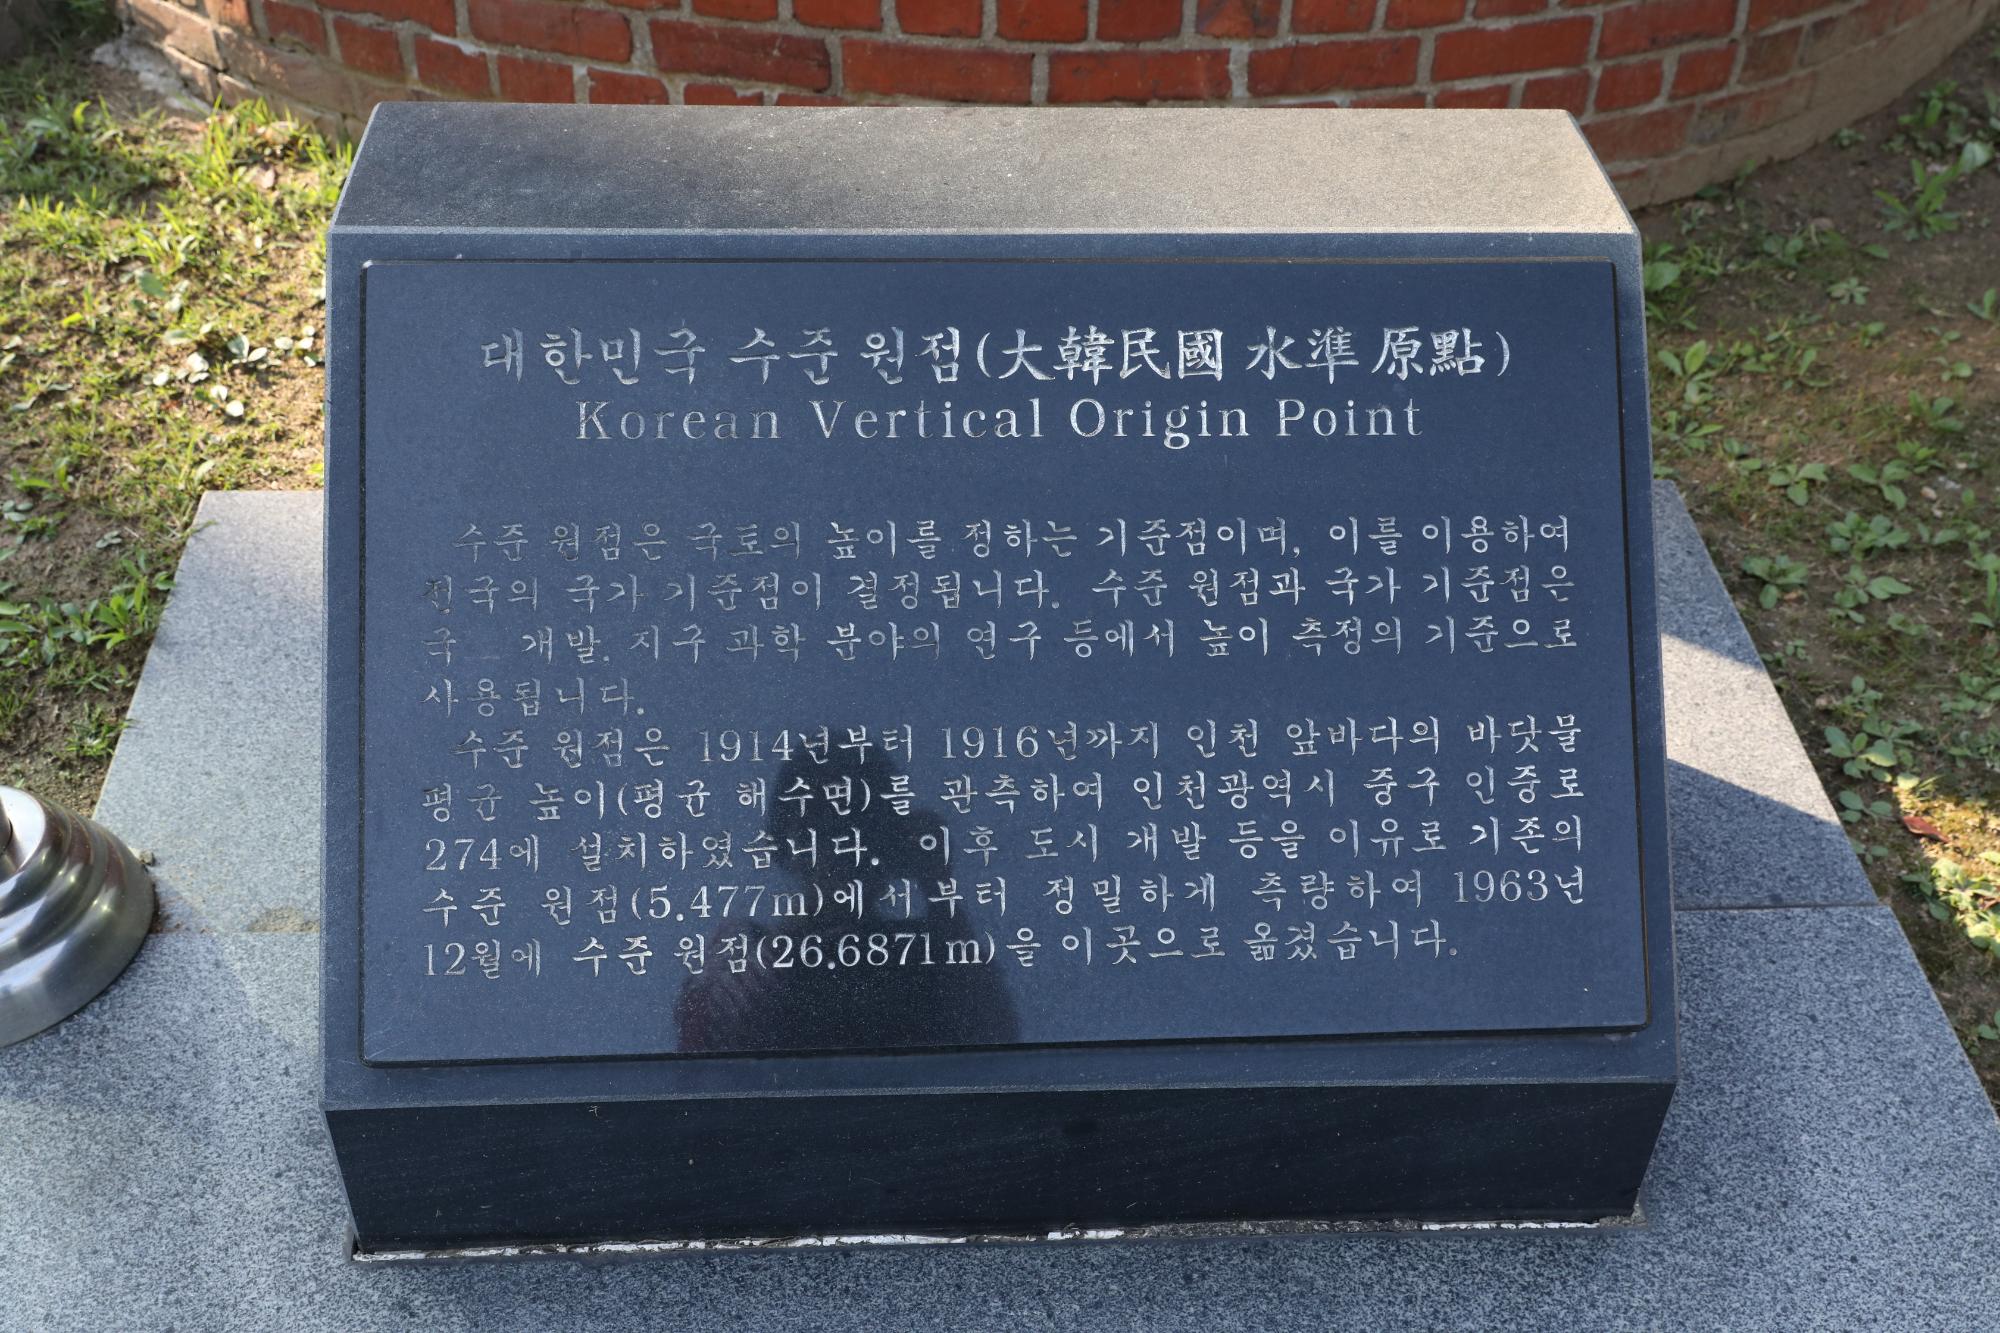 대한민국 수준 원점(大韓民國 水準 原點)
Korean Vertical Origin Point
수준 원점은 국토의 높이를 정하는 기준점이며, 이를 이용하여
전국의 국가 기준점이 결정됩니다. 수준 원점과 국가 기준점은
개발, 지구 과학 분야의 연구 등에서 높이 측정의 기준으로
사용됩니다.
수준 원점은 1914년부터 1916년까지 인천 앞바다의 바닷물
평균 높이(평균 해수면)를 관측하여 인천광역시 중구 인중로
274에 설치하였습니다. 이후 도시 개발 등을 이유로 기존의
수준 원점(5.477m)에서부터 정밀하게 측량하여 1963년
12월에 수준 원점(26.6871m)을 이 곳으로 옮겼습니다.